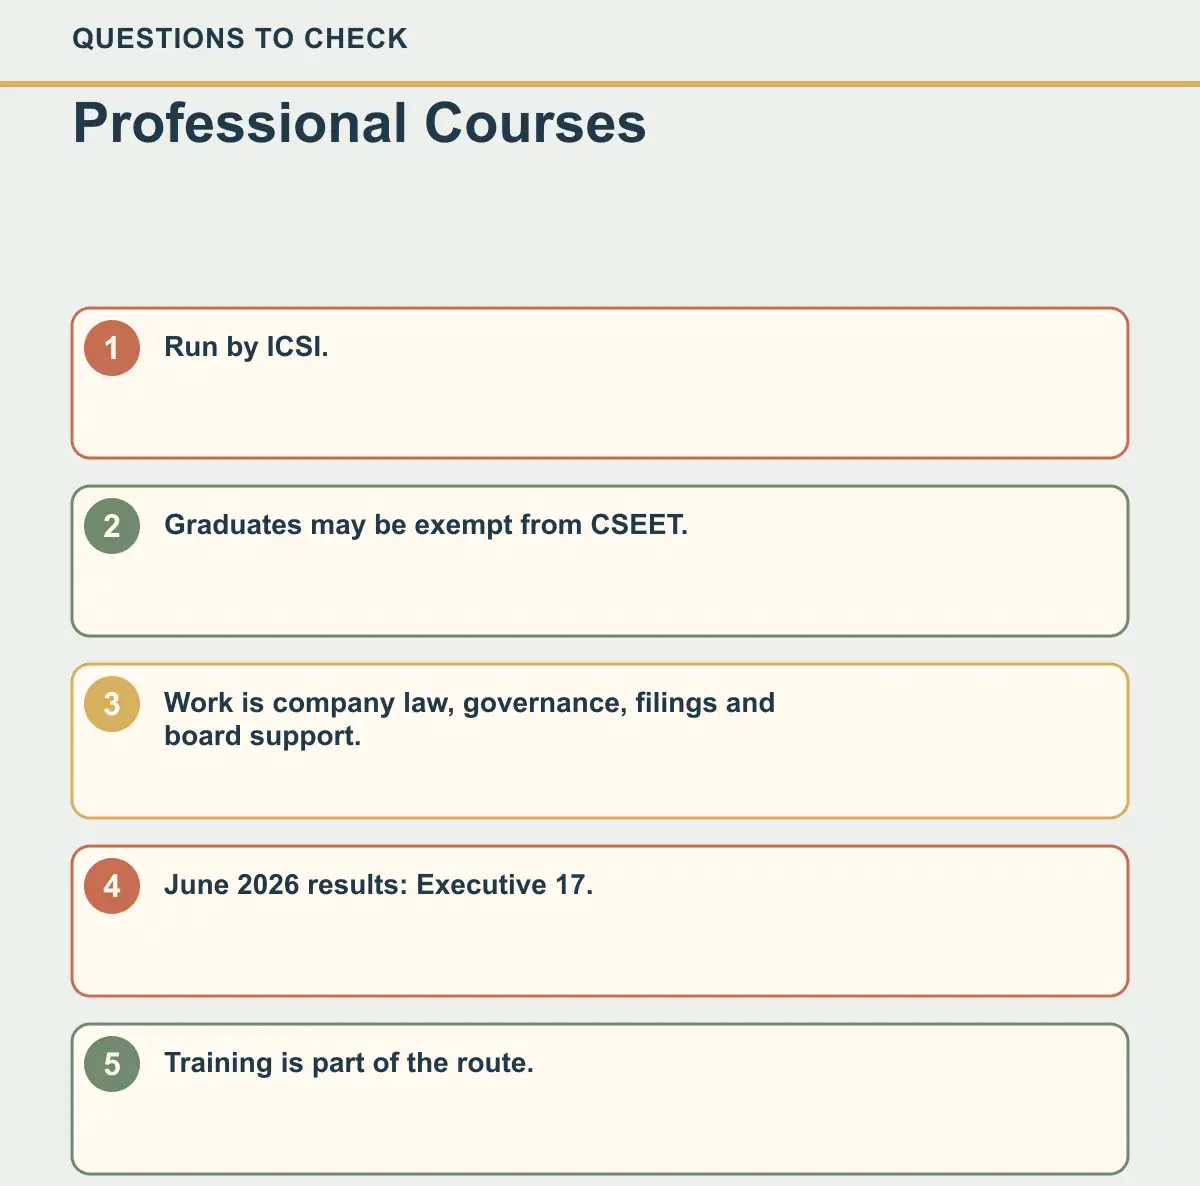 QUESTIONS TO CHECK
Professional Courses
1
Run by ICSI.
2
Graduates may be exempt from CSEET.
3
Work is company law, governance, filings and
board support.
4
June 2026 results: Executive 17.
5
Training is part of the route.